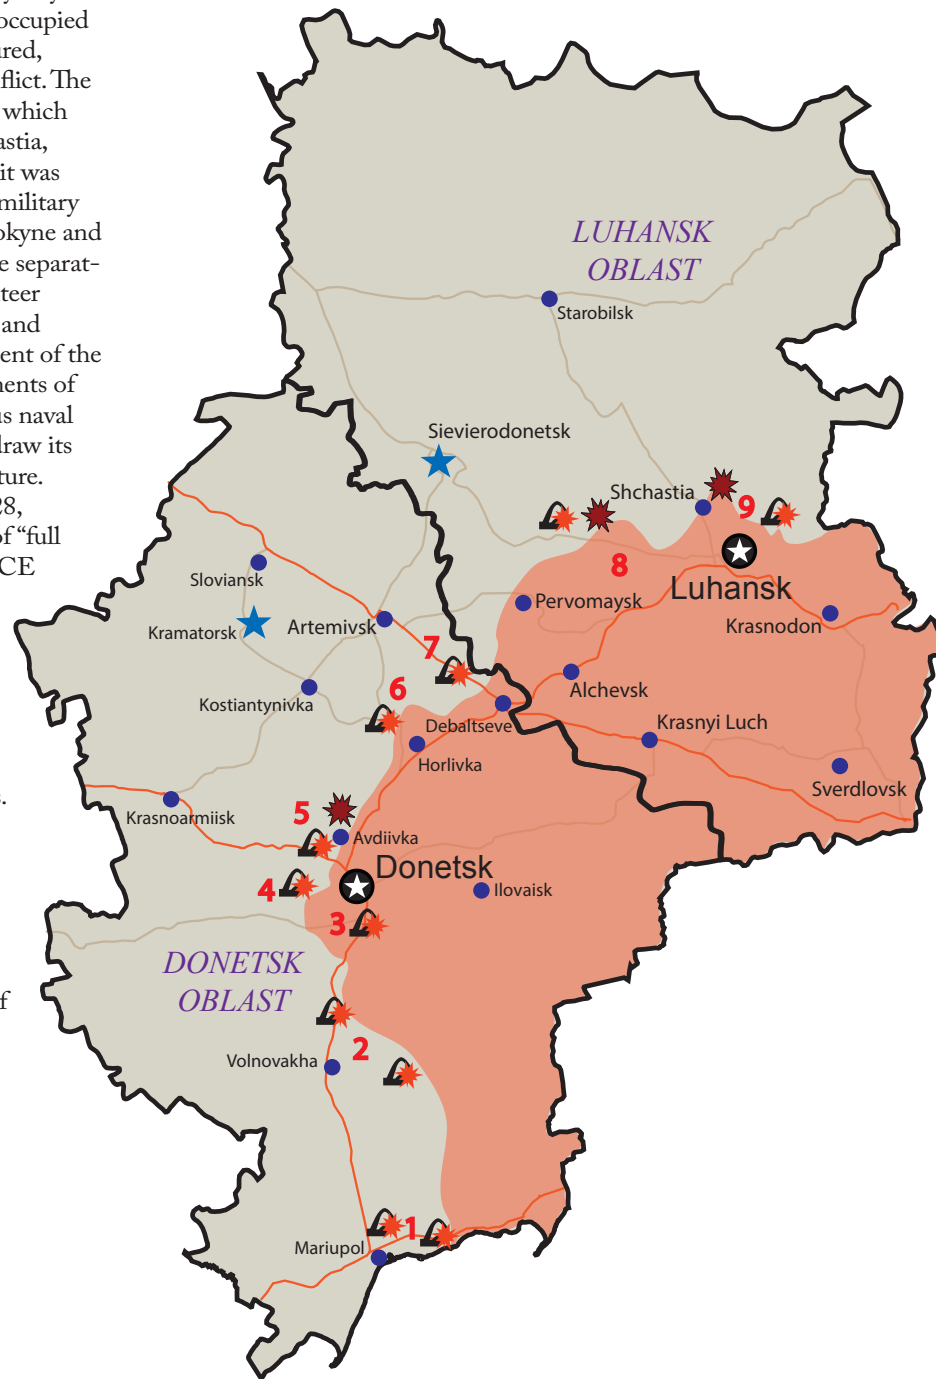 occupied
ured,
flict. The
which
astia,
it was
military
okyne and
e separat-
teer
and
ent of the
nents of
us naval
draw its
ture.
28,
of “full
CE
s.
f
LUHANSK
OBLAST
Starobilsk
Sievierodonetsk
Shchastia
9
8
Luhansk
Sloviansk
Pervomaysk
Krasnodon
Kramatorsk
Artemivsk
7
Alchevsk
6
Kostiantynivka
Debaltseve
Krasnyi Luch
Horlivka
Sverdlovsk
Krasnoarmiisk
5
Avdiivka
Donetsk
4
Ilovaisk
3
DONETSK
OBLAST
2
Volnovakha
1
Mariupol